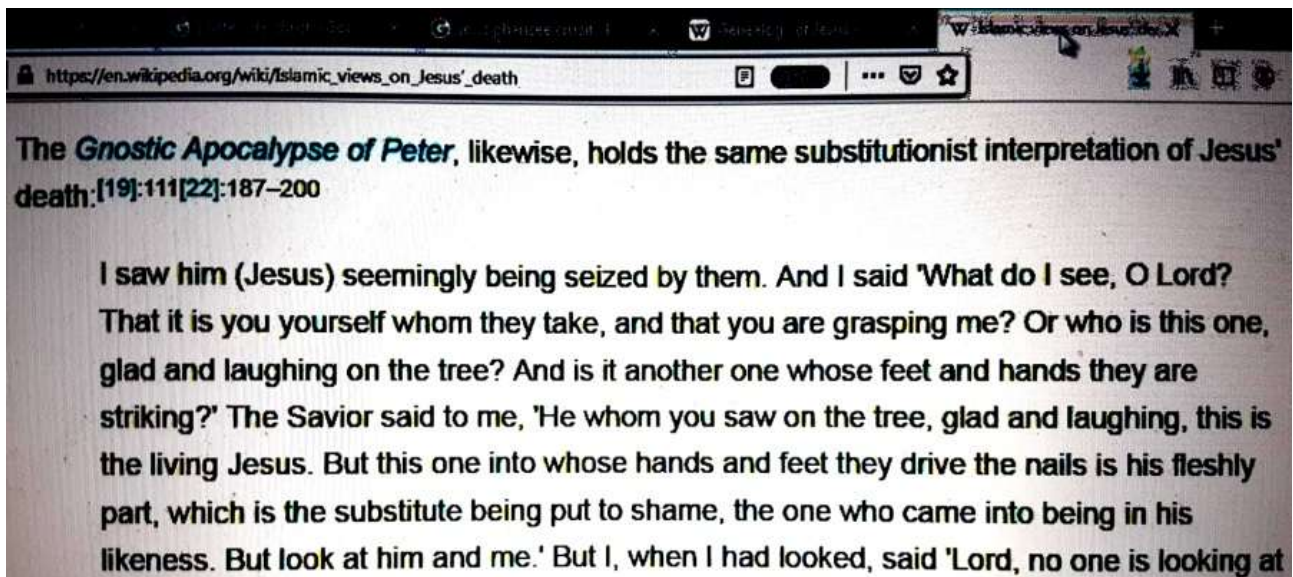 https://en.wikipedia.org/wiki/Islamic_views_on_Jesus'_death
The Gnostic Apocalypse of Peter, likewise, holds the same substitutionist interpretation of Jesus'
death:[19]:111[22]:187–200
I saw him (Jesus) seemingly being seized by them. And I said 'What do I see, O Lord?
That it is you yourself whom they take, and that you are grasping me? Or who is this one,
glad and laughing on the tree? And is it another one whose feet and hands they are
striking?' The Savior said to me, 'He whom you saw on the tree, glad and laughing, this is
the living Jesus. But this one into whose hands and feet they drive the nails is his fleshly
part, which is the substitute being put to shame, the one who came into being in his
likeness. But look at him and me.' But I, when I had looked, said 'Lord, no one is looking at